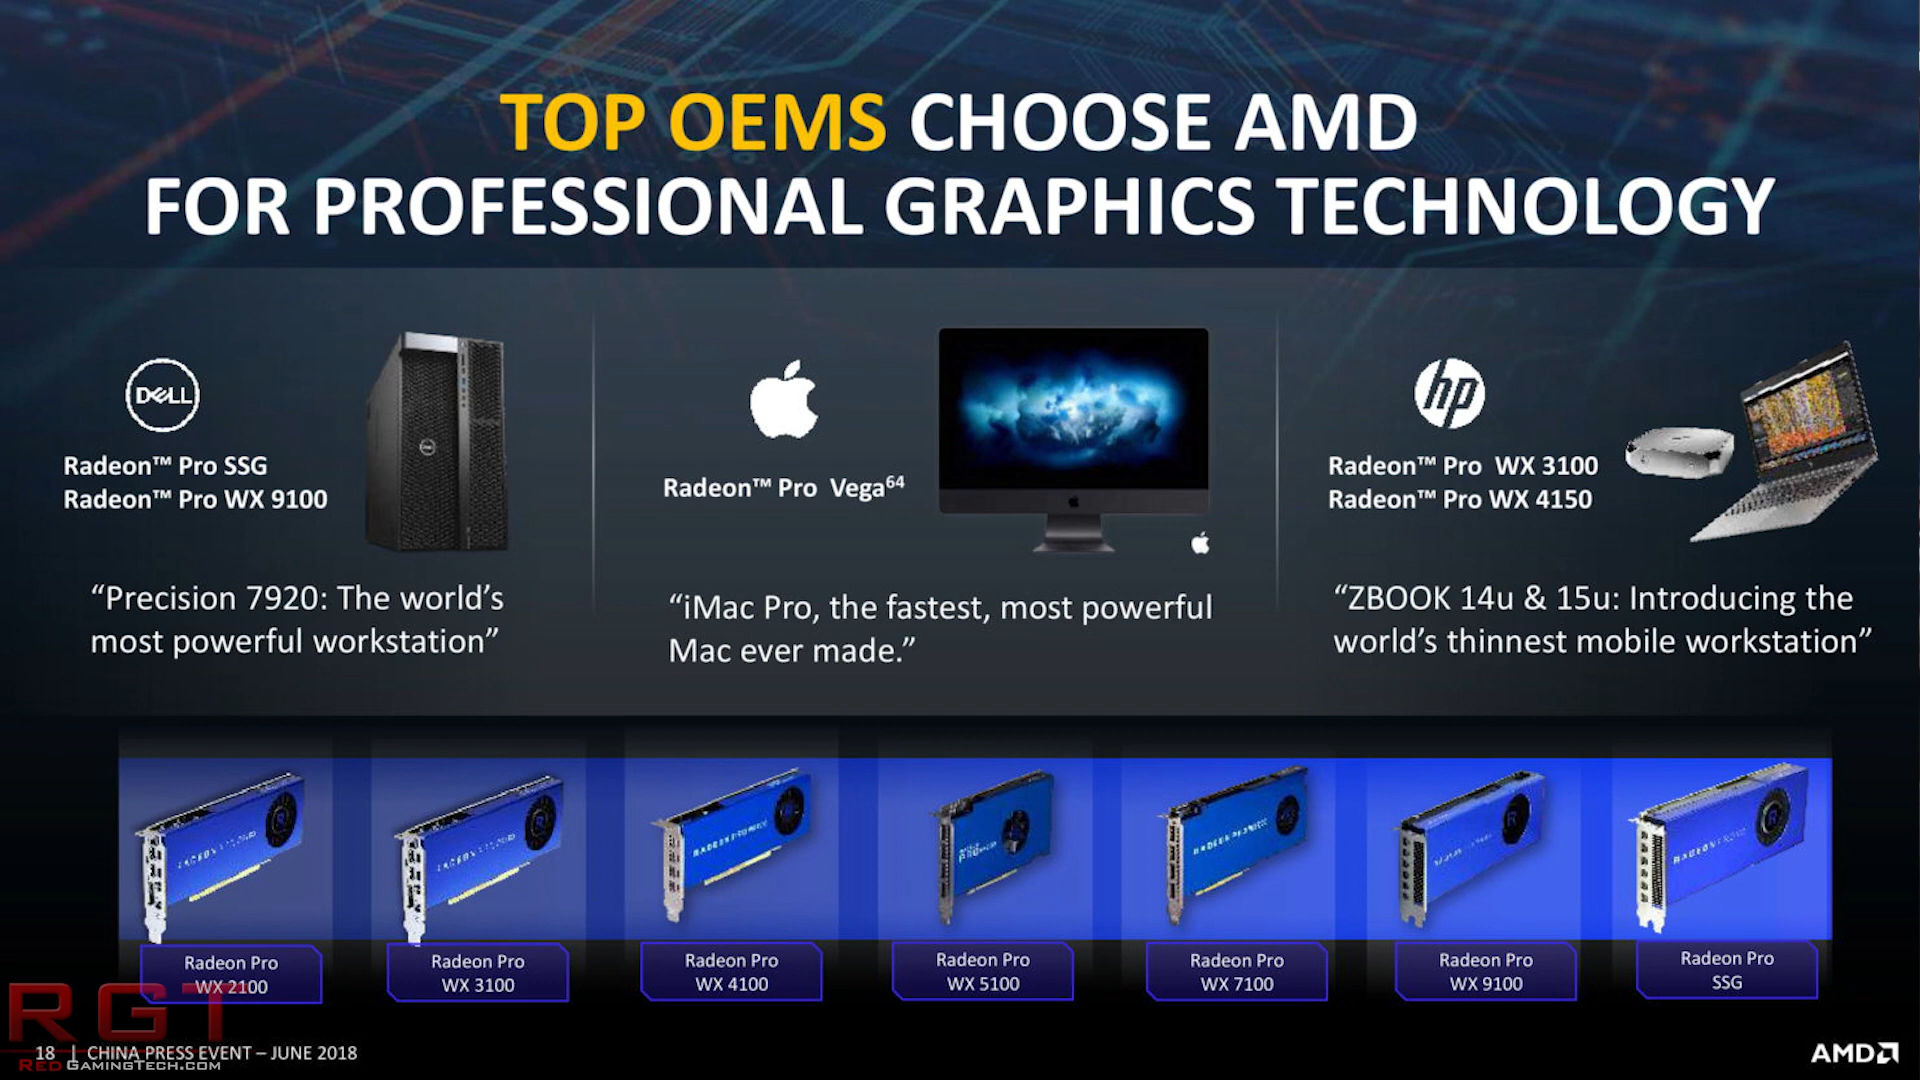 TOP OEMS CHOOSE AMD
FOR PROFESSIONAL GRAPHICS TECHNOLOGY
DELL
Radeon™ Pro SSG
Radeon™ Pro WX 9100
“Precision 7920: The world’s
most powerful workstation”
Radeon™ Pro Vega⁶⁴
“iMac Pro, the fastest, most powerful
Mac ever made.”
hp
Radeon™ Pro WX 3100
Radeon™ Pro WX 4150
“ZBOOK 14u & 15u: Introducing the
world’s thinnest mobile workstation”
Radeon Pro
WX 2100
Radeon Pro
WX 3100
Radeon Pro
WX 4100
Radeon Pro
WX 5100
Radeon Pro
WX 7100
Radeon Pro
WX 9100
Radeon Pro
SSG
RGT
18 | CHINA PRESS EVENT – JUNE 2018
REDGAMINGTECH.COM
AMD